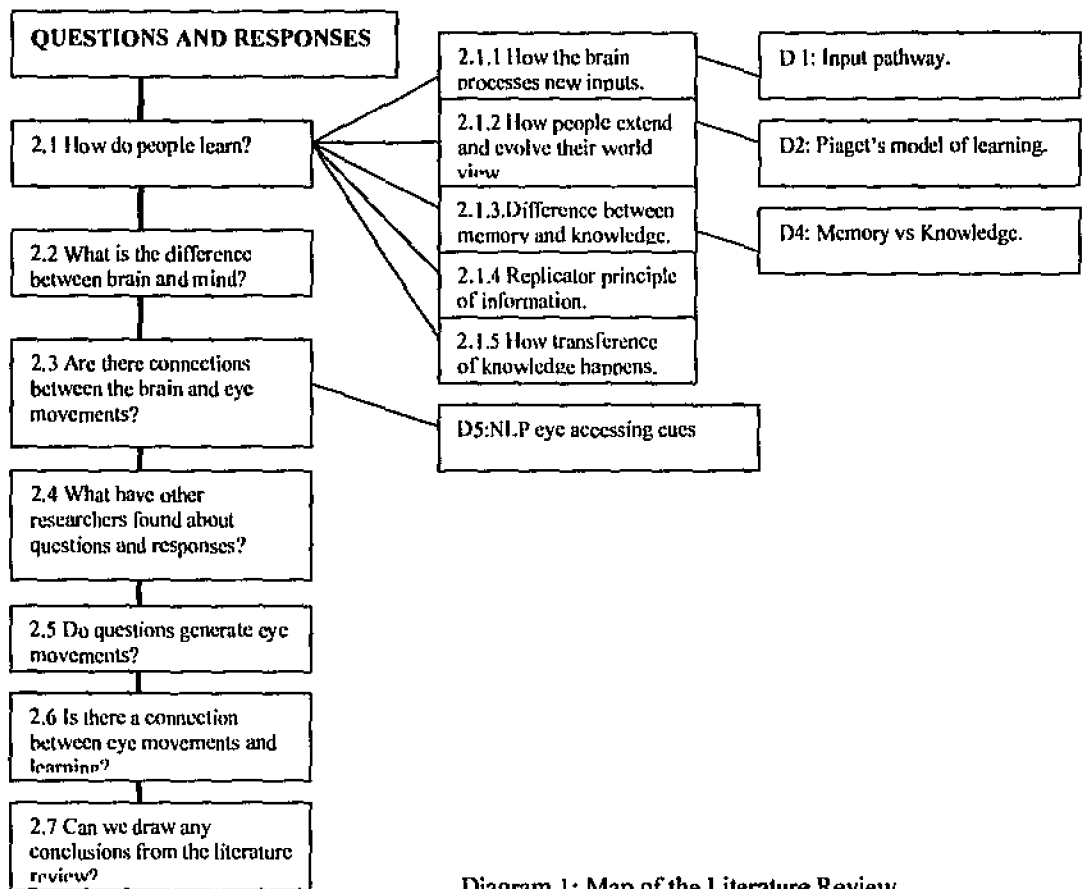 QUESTIONS AND RESPONSES
2.1 How do people learn?
2.2 What is the difference
between brain and mind?
2.3 Are there connections
between the brain and eye
movements?
2.4 What have other
researchers found about
questions and responses?
2.5 Do questions generate eye
movements?
2.6 Is there a connection
between eye movements and
learning?
2.7 Can we draw any
conclusions from the literature
review?
2.1.1 How the brain
processes new inputs.
2.1.2 How people extend
and evolve their world
view
2.1.3.Difference between
memory and knowledge.
2.1.4 Replicator principle
of information.
2.1.5 How transference
of knowledge happens.
D5:NLP eye accessing cues
D 1: Input pathway.
D2: Piaget's model of learning.
D4: Memory vs Knowledge.
Diagram 1: Map of the Literature Review